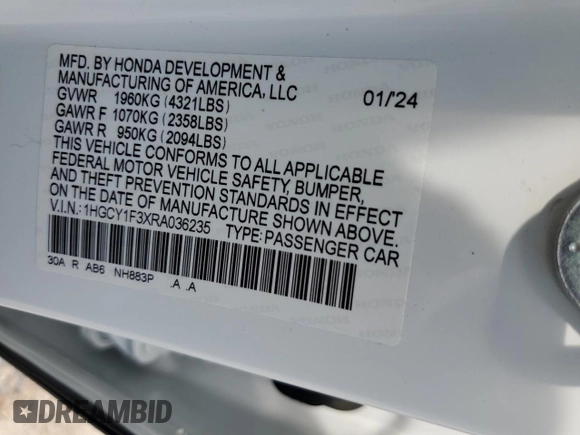 MFD. BY HONDA DEVELOPMENT &
MANUFACTURING OF AMERICA, LLC 01/'24
GVWR 1960KG (4321LBS)
GAWR F 1070KG (2358LBS)
GAWR R 950KG (2094LBS)
THIS VEHICLE CONFORMS TO ALL APPLICABLE
FEDERAL MOTOR VEHICLE SAFETY, BUMPER,
AND THEFT PREVENTION STANDARDS IN EFFECT
ON THE DATE OF MANUFACTURE SHOWN ABOVE.
V.I.N.: 1HGCY1F3XRA036235 TYPE: PASSENGER CAR
30A R AB6 NH883P .A .A
DREAMBID